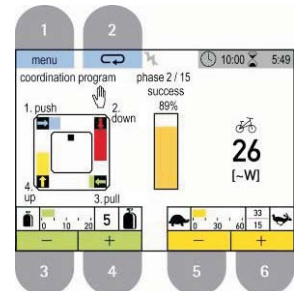 1 2
menu 10:00 5:49
coordination program phase 2 / 15
success
89%
1. push 2.
down
26
[~W]
4.
up 3. pull
0 10 20 5 0 30 60 33 15
− + − +
3 4 5 6